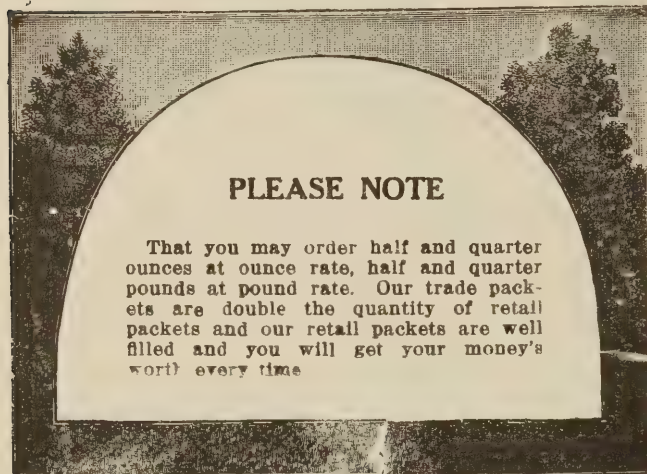 PLEASE NOTE
That you may order half and quarter
ounces at ounce rate, half and quarter
pounds at pound rate. Our trade pack-
ets are double the quantity of retail
packets and our retail packets are well
filled and you will get your money's
worth every time